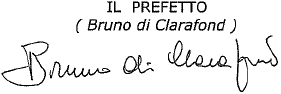 IL PREFETTO
( Bruno di Clarafond )
Bruno di Clarafond